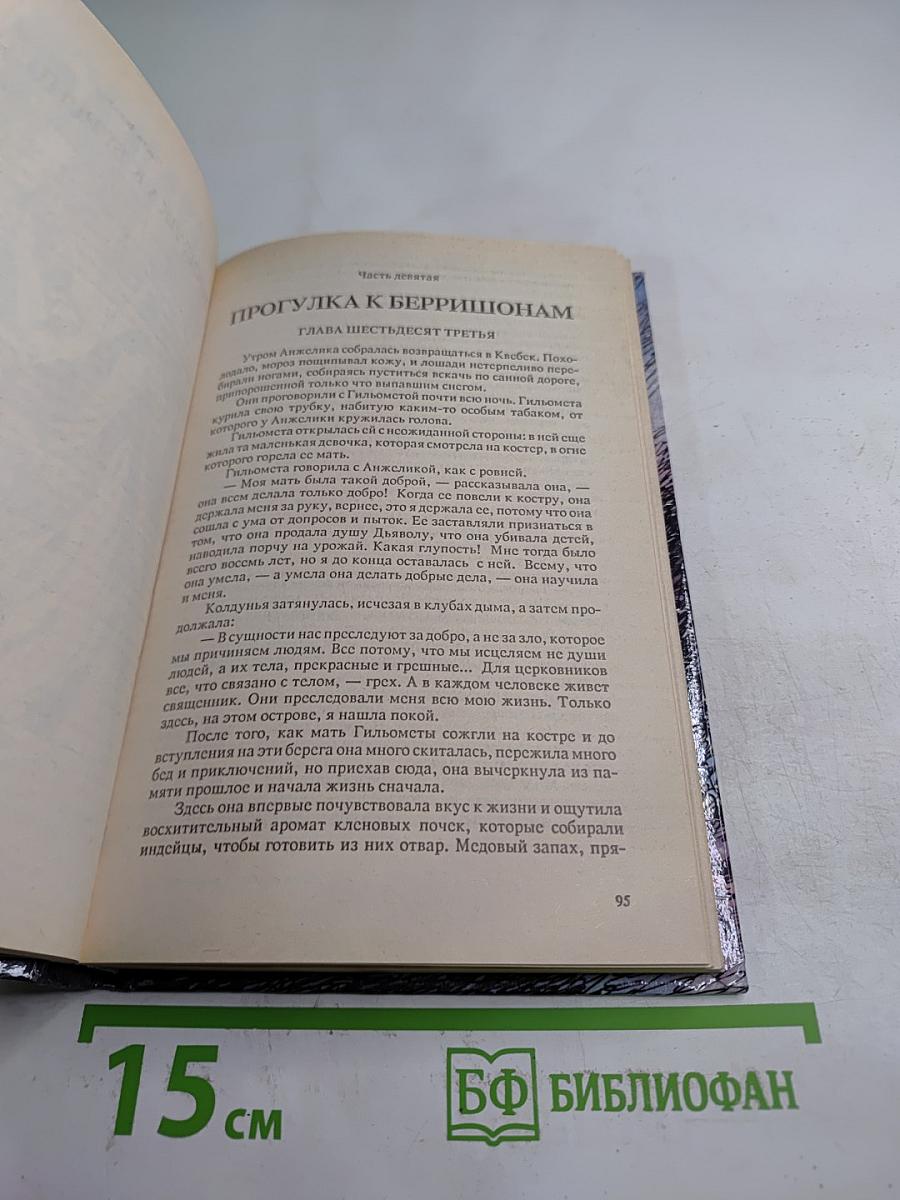 Часть девятая
ПРОГУЛКА К БЕРРИШОНАМ
ГЛАВА ШЕСТЬДЕСЯТ ТРЕТЬЯ
Утром Анжелика собралась возвращаться в Квебек. Похо-
лодало, мороз пощипывал кожу, и лошади нетерпеливо пере-
бирали ногами, собираясь пуститься вскачь по санной дороге,
припорошенной только что выпавшим снегом.
Они проговорили с Гильометой почти всю ночь. Гильомета
курила свою трубку, набитую каким-то особым табаком, от
которого у Анжелики кружилась голова.
Гильомета открылась ей с неожиданной стороны: в ней еще
жила та маленькая девочка, которая смотрела на костер, в огне
которого горела ее мать.
Гильомета говорила с Анжеликой, как с ровней.
— Моя мать была такой доброй, — рассказывала она, —
она всем делала только добро! Когда ее повели к костру, она
держала меня за руку, вернее, это я держала ее, потому что она
сошла с ума от допросов и пыток. Ее заставляли признаться в
том, что она продала душу Дьяволу, что она убивала детей,
наводила порчу на урожай. Какая глупость! Мне тогда было
всего восемь лет, но я до конца оставалась с ней. Всему, что
она умела, — а умела она делать добрые дела, — она научила
и меня.
Колдунья затянулась, исчезая в клубах дыма, а затем про-
должала:
— В сущности нас преследуют за добро, а не за зло, которое
мы причиняем людям. Все потому, что мы исцеляем не души
людей, а их тела, прекрасные и грешные... Для церковников
все, что связано с телом, — грех. А в каждом человеке живет
священник. Они преследовали меня всю мою жизнь. Только
здесь, на этом острове, я нашла покой.
После того, как мать Гильометы сожгли на костре и до
вступления на эти берега она много скиталась, пережила много
бед и приключений, но приехав сюда, она вычеркнула из па-
мяти прошлое и начала жизнь сначала.
Здесь она впервые почувствовала вкус к жизни и ощутила
восхитительный аромат кленовых почек, которые собирали
индейцы, чтобы готовить из них отвар. Медовый запах, пря-
95
15 см
БФ БИБЛИОФАН